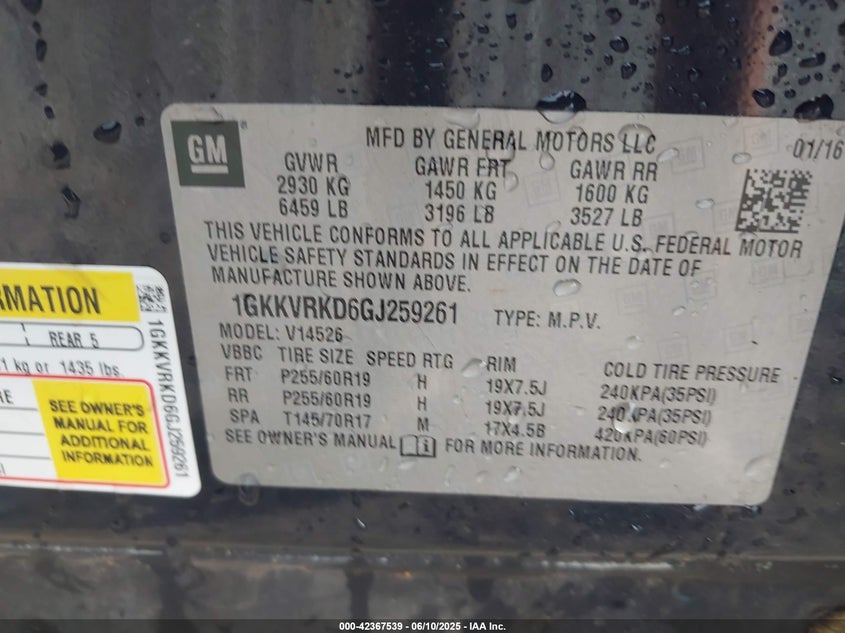 GM
MFD BY GENERAL MOTORS LLC
01/16
GVWR GAWR FRT GAWR RR
2930 KG 1450 KG 1600 KG
6459 LB 3196 LB 3527 LB
THIS VEHICLE CONFORMS TO ALL APPLICABLE U.S. FEDERAL MOTOR
VEHICLE SAFETY STANDARDS IN EFFECT ON THE DATE OF
MANUFACTURE SHOWN ABOVE.
1GKKVRKD6GJ259261 TYPE: M.P.V.
MODEL: V14526
VBBC TIRE SIZE SPEED RTG RIM COLD TIRE PRESSURE
FRT P255/60R19 H 19X7.5J 240KPA(35PSI)
RR P255/60R19 H 19X7.5J 240KPA(35PSI)
SPA T145/70R17 M 17X4.5B 420KPA(60PSI)
SEE OWNER'S MANUAL FOR MORE INFORMATION.
RMATION
REAR 5
1 kg or 1435 lbs.
RE
SEE OWNER'S
MANUAL FOR
ADDITIONAL
INFORMATION
1GKKVRKD6GJ259261
000-42367539 - 06/10/2025 - IAA Inc.